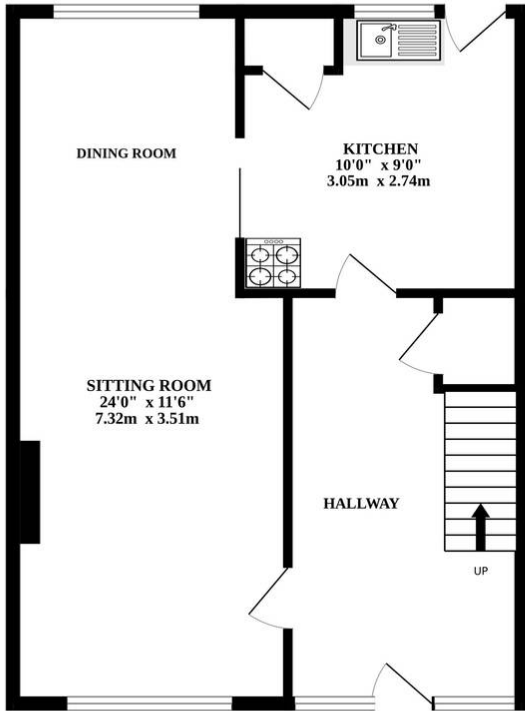 DINING ROOM
KITCHEN
10'0" x 9'0"
3.05m x 2.74m
SITTING ROOM
24'0" x 11'6"
7.32m x 3.51m
HALLWAY
UP